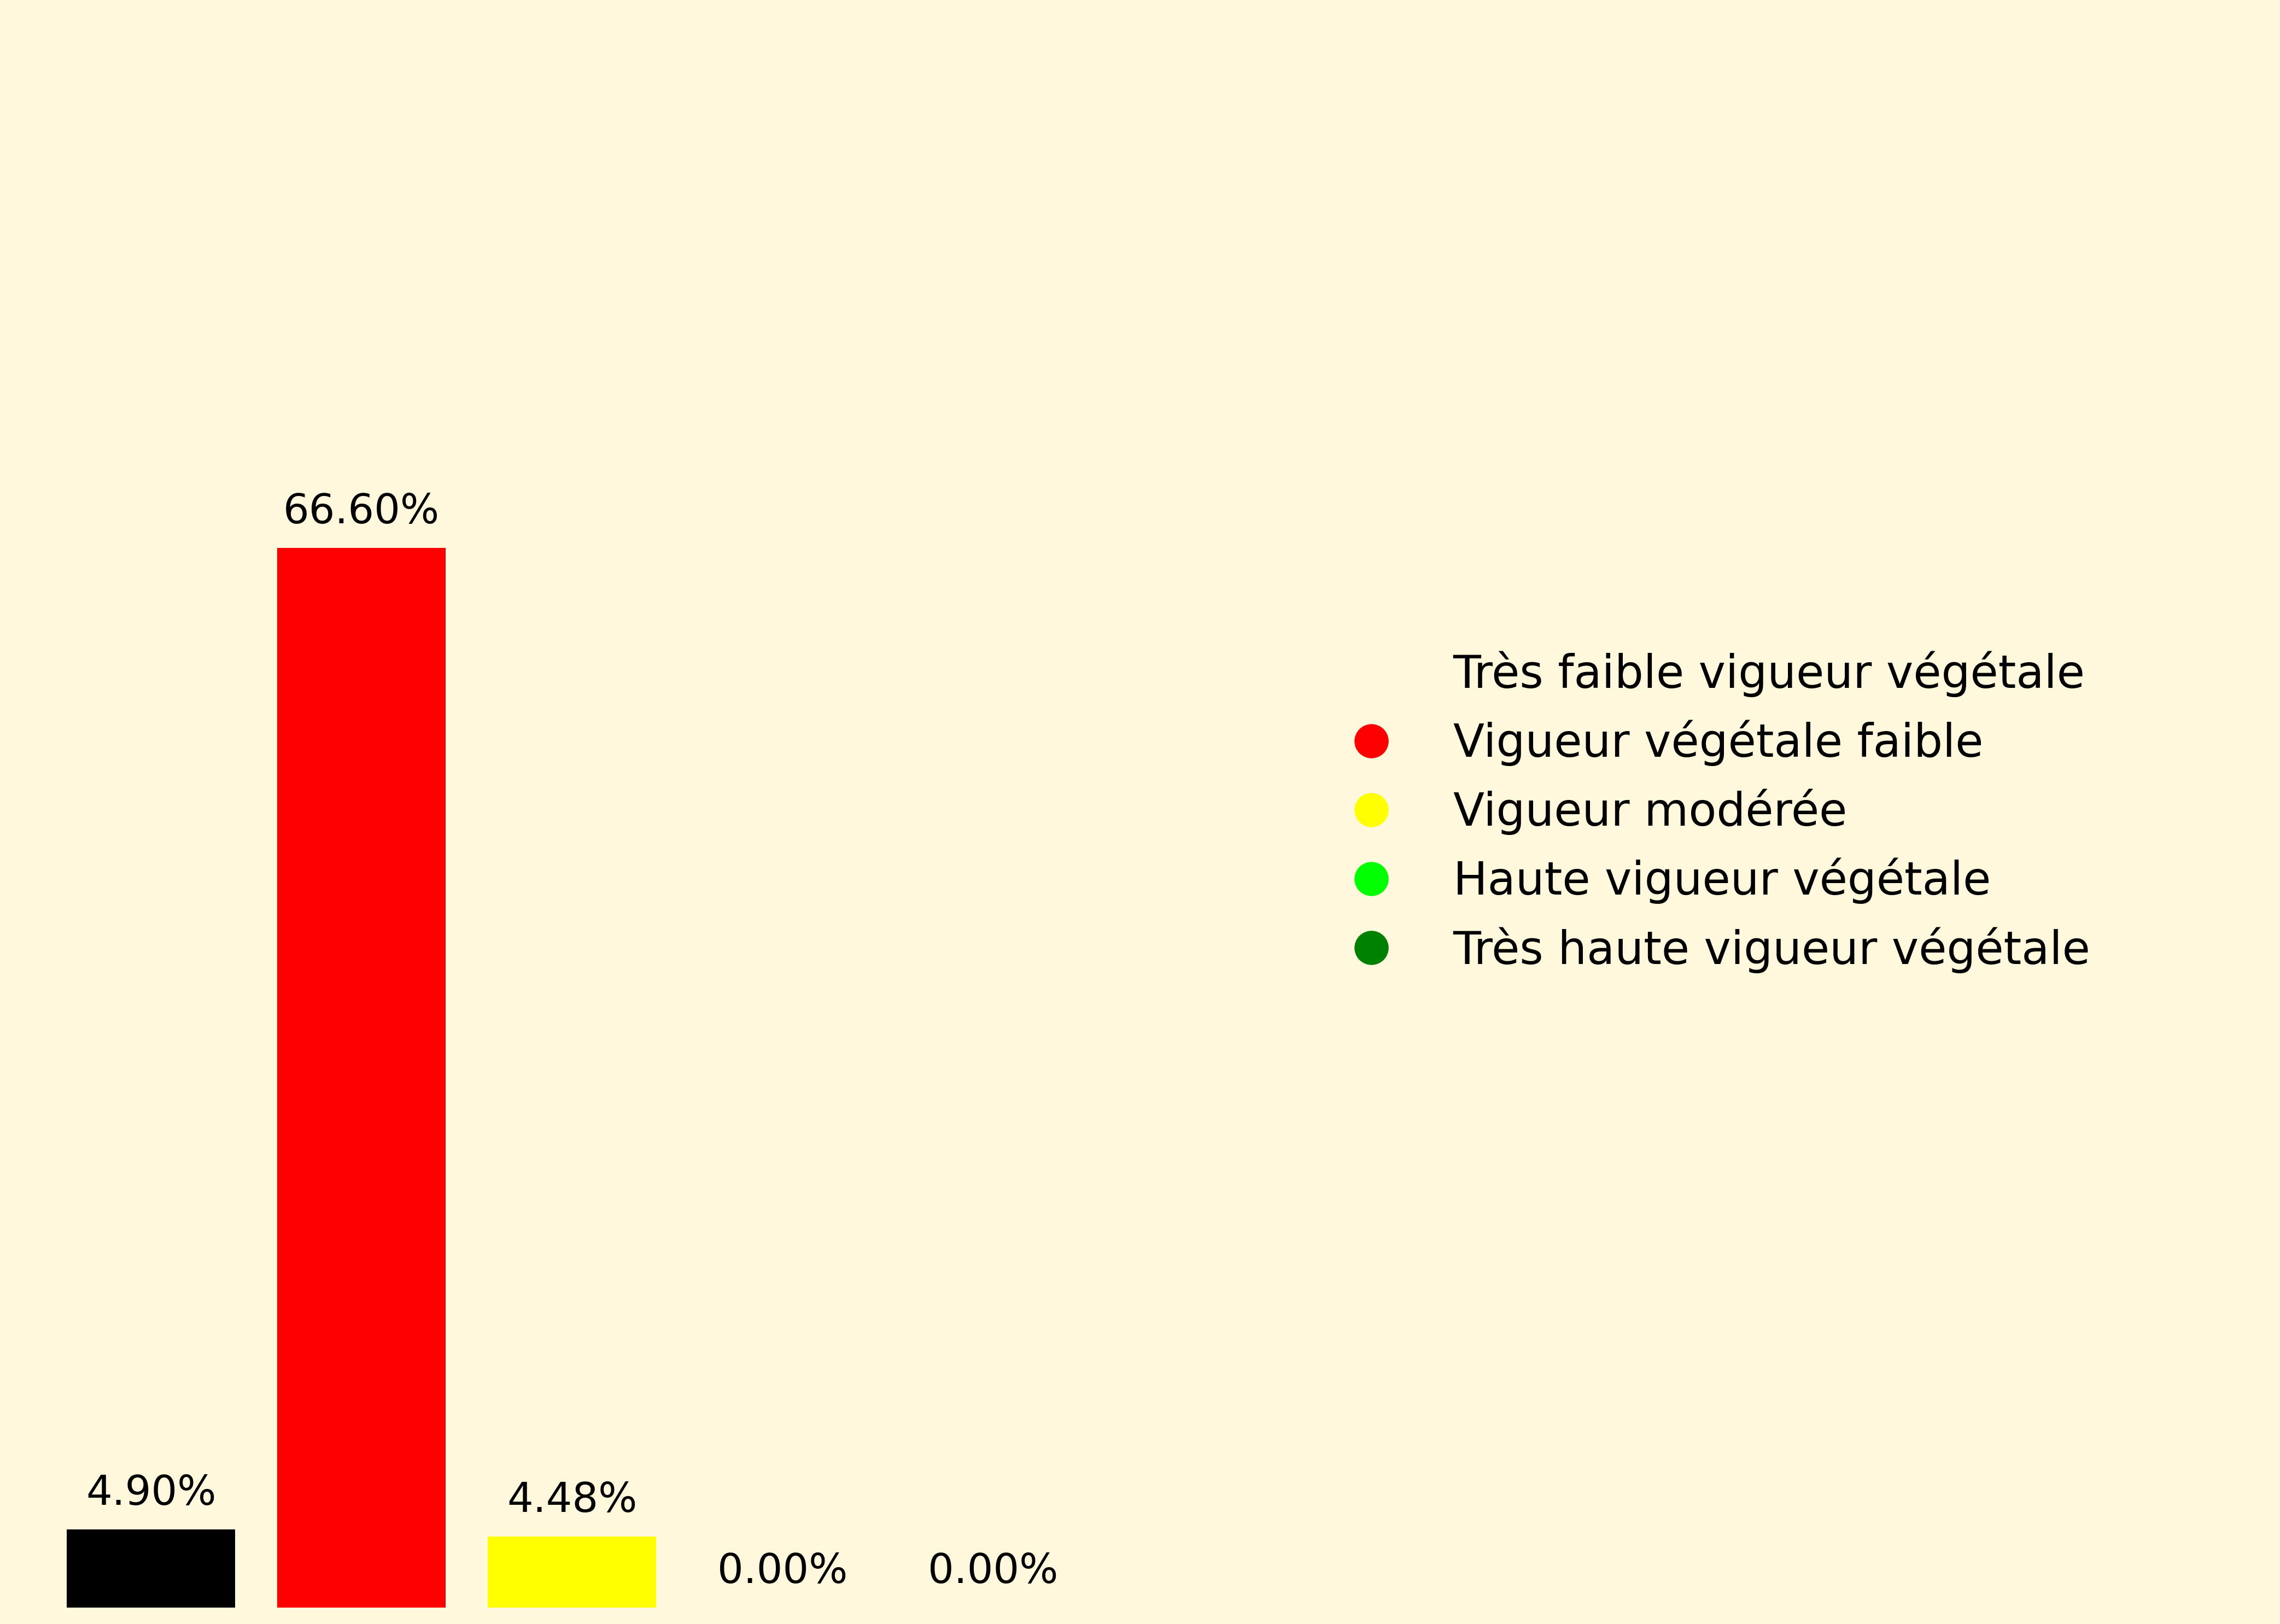 66.60%
4.90%
4.48%
0.00%
0.00%
Très faible vigueur végétale
Vigueur végétale faible
Vigueur modérée
Haute vigueur végétale
Très haute vigueur végétale